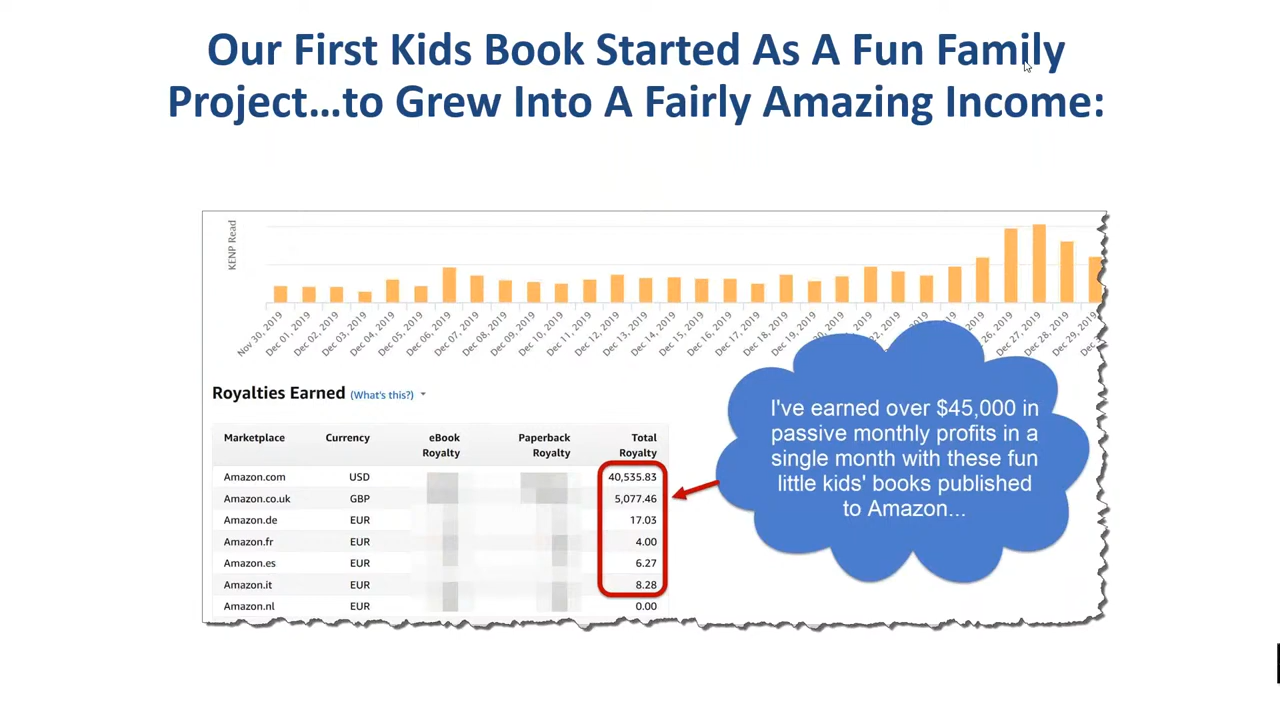 Our First Kids Book Started As A Fun Family
Project…to Grew Into A Fairly Amazing Income:
KENP Read
Nov 30, 2019
Dec 01, 2019
Dec 02, 2019
Dec 03, 2019
Dec 04, 2019
Dec 05, 2019
Dec 06, 2019
Dec 07, 2019
Dec 08, 2019
Dec 09, 2019
Dec 10, 2019
Dec 11, 2019
Dec 12, 2019
Dec 13, 2019
Dec 14, 2019
Dec 15, 2019
Dec 16, 2019
Dec 17, 2019
Dec 18, 2019
Dec 19, 2019
2019
2019
22, 2019
2019
2019
2019
26, 2019
Dec 27, 2019
Dec 28, 2019
Dec 29, 2019
Royalties Earned (What's this?)
Marketplace Currency eBook Royalty Paperback Royalty Total Royalty
Amazon.com USD 40,535.83
Amazon.co.uk GBP 5,077.46
Amazon.de EUR 17.03
Amazon.fr EUR 4.00
Amazon.es EUR 6.27
Amazon.it EUR 8.28
Amazon.nl EUR 0.00
I've earned over $45,000 in
passive monthly profits in a
single month with these fun
little kids' books published
to Amazon...